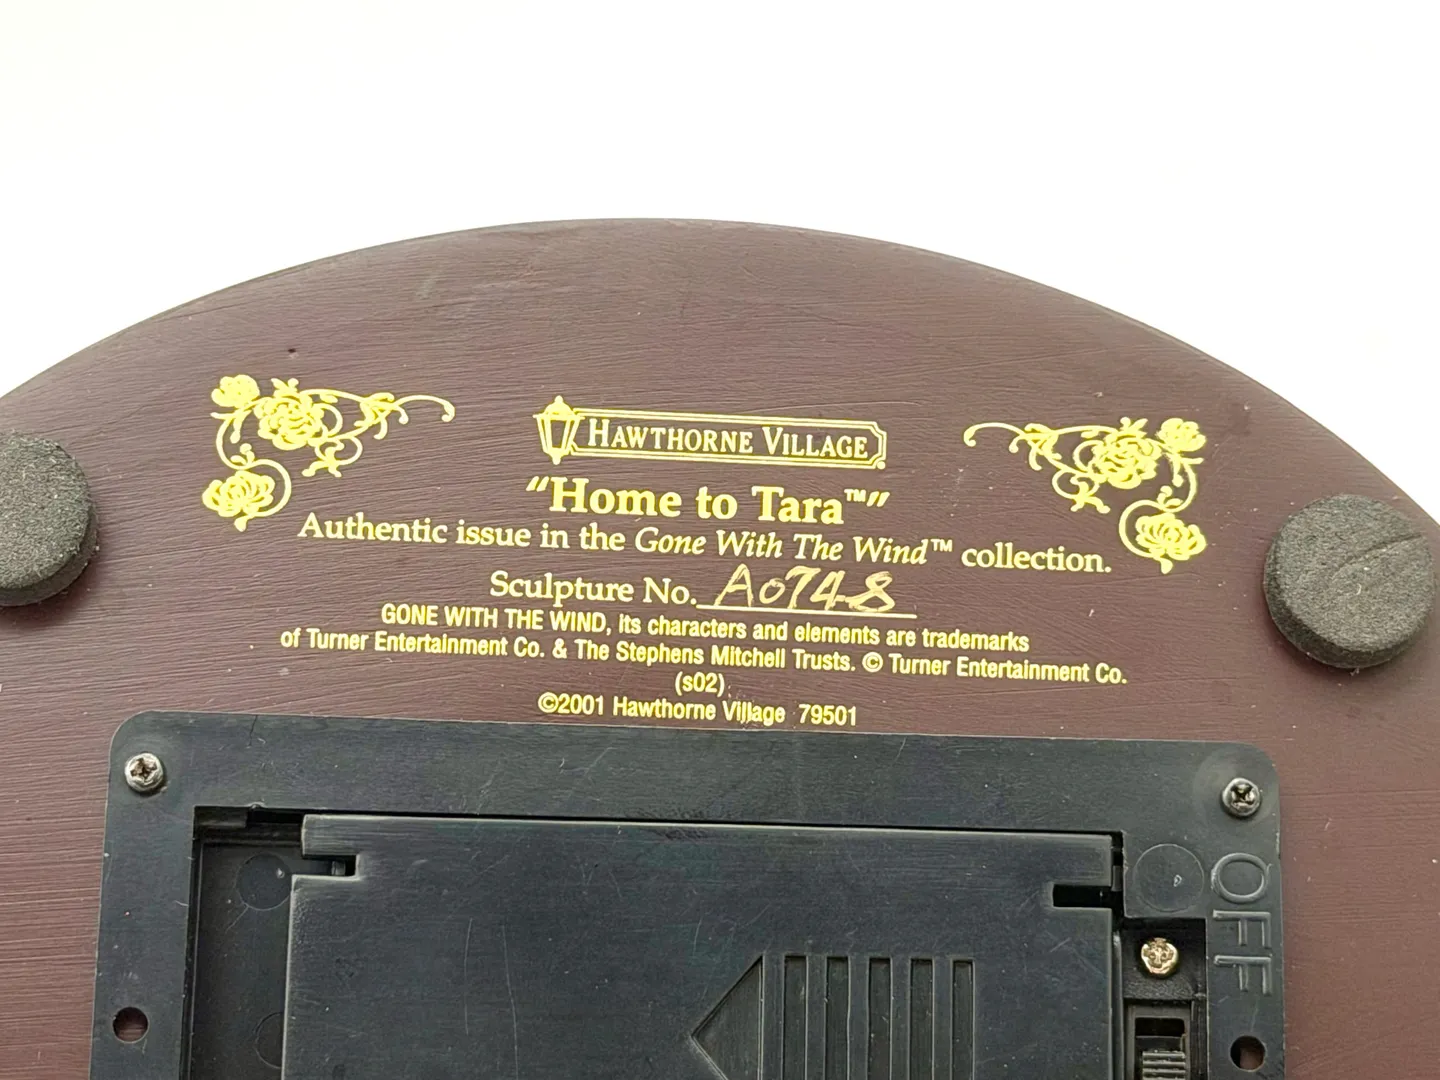 HAWTHORNE VILLAGE
“Home to Tara™”
Authentic issue in the Gone With The Wind™ collection.
Sculpture No. A0748
GONE WITH THE WIND, its characters and elements are trademarks
of Turner Entertainment Co. & The Stephens Mitchell Trusts. © Turner Entertainment Co.
(s02)
©2001 Hawthorne Village 79501
OFF